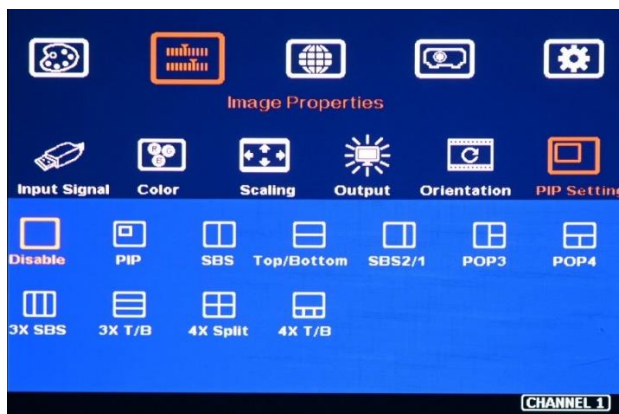 Image Properties
Input Signal Color Scaling Output Orientation PIP Setting
Disable PIP SBS Top/Bottom SBS2/1 POP3 POP4
3X SBS 3X T/B 4X Split 4X T/B
CHANNEL 1